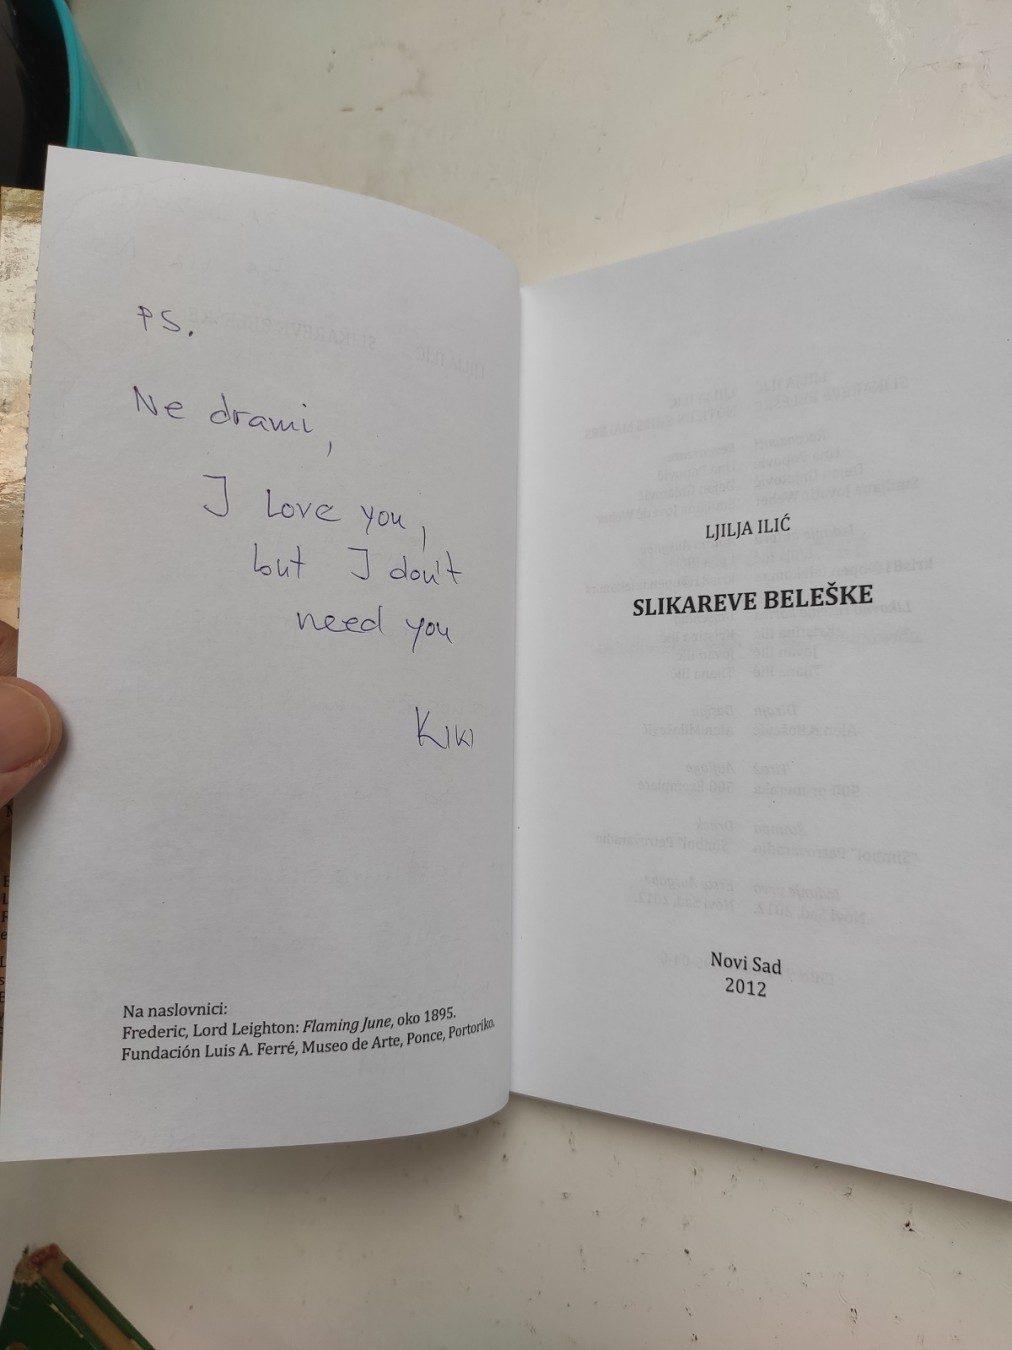 PS.
Ne drami,
I Love you,
but I don't
need you
Kiki
Na naslovnici:
Frederic, Lord Leighton: Flaming June, oko 1895.
Fundación Luis A. Ferré, Museo de Arte, Ponce, Portoriko.
LJILJA ILIĆ
SLIKAREVE BELEŠKE
Novi Sad
2012